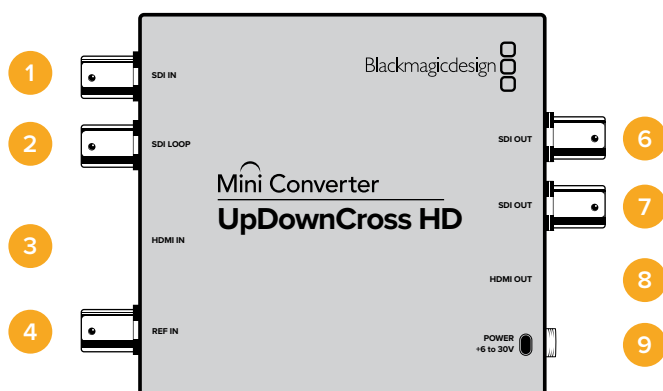 1
SDI IN
Blackmagicdesign
2
SDI LOOP
SDI OUT
6
Mini Converter
UpDownCross HD
SDI OUT
7
3
HDMI IN
HDMI OUT
8
4
REF IN
POWER
+6 to 30V
9